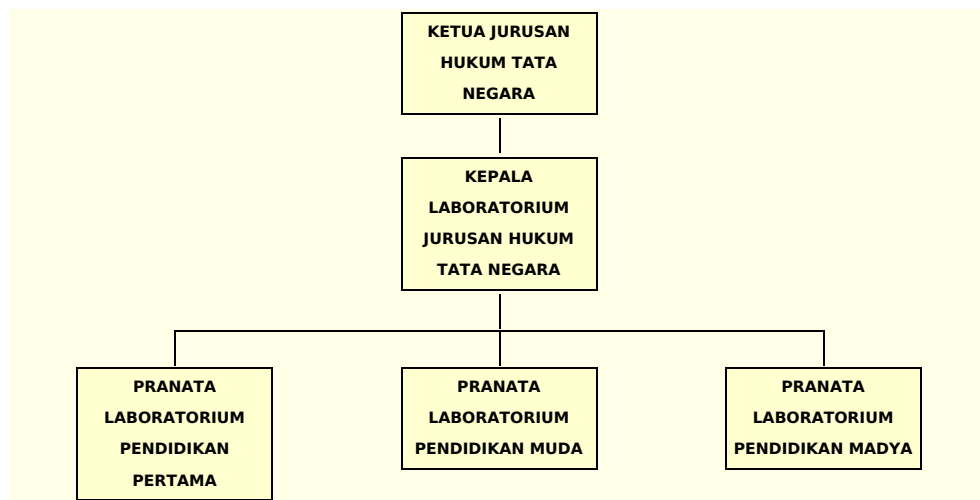 KETUA JURUSAN
HUKUM TATA
NEGARA
KEPALA
LABORATORIUM
JURUSAN HUKUM
TATA NEGARA
PRANATA
LABORATORIUM
PENDIDIKAN
PERTAMA
PRANATA
LABORATORIUM
PENDIDIKAN MUDA
PRANATA
LABORATORIUM
PENDIDIKAN MADYA